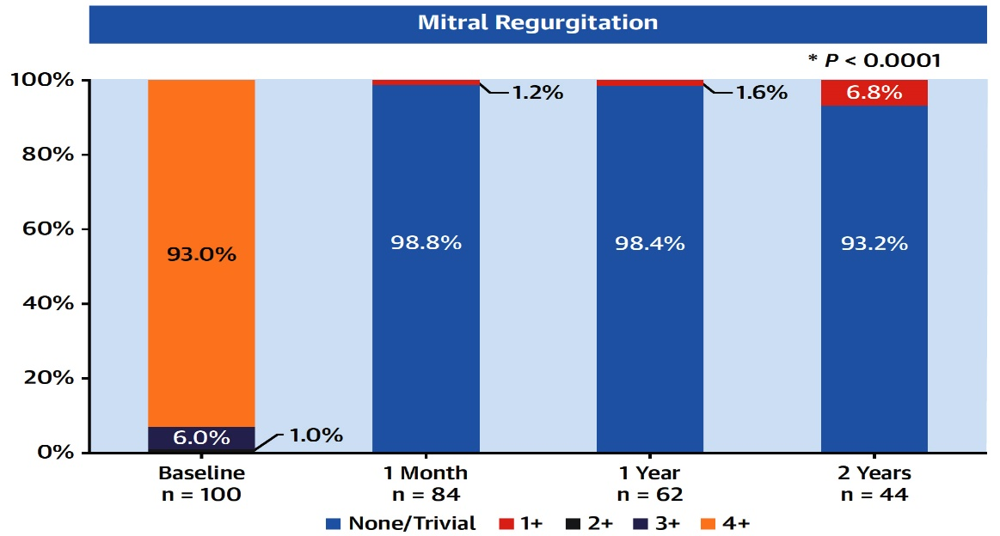 Mitral Regurgitation
* P < 0.0001
100%
80%
60%
40%
20%
0%
93.0%
6.0%
1.0%
98.8%
1.2%
98.4%
1.6%
93.2%
6.8%
Baseline
n = 100
1 Month
n = 84
1 Year
n = 62
2 Years
n = 44
None/Trivial 1+ 2+ 3+ 4+